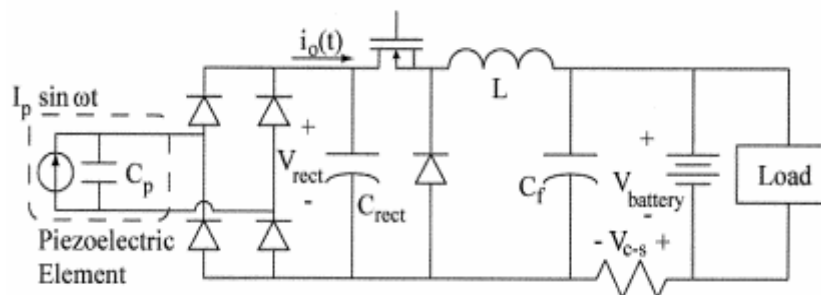 i_o(t)
I_p sin ωt
L
C_p
+
V_rect
-
C_rect
C_f
+
V_battery
-
Load
Piezoelectric
Element
- V_c-s +